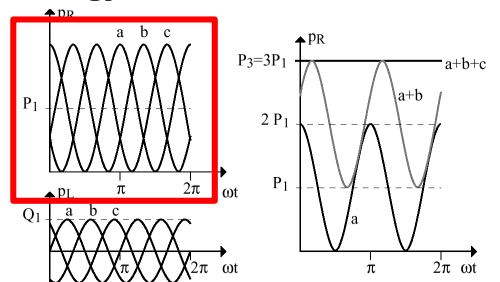 pR
a b c
P1
π 2π ωt
pL
Q1 a b c
π 2π ωt
pR
P3=3P1 a+b+c
a+b
2 P1
P1
a
π 2π ωt